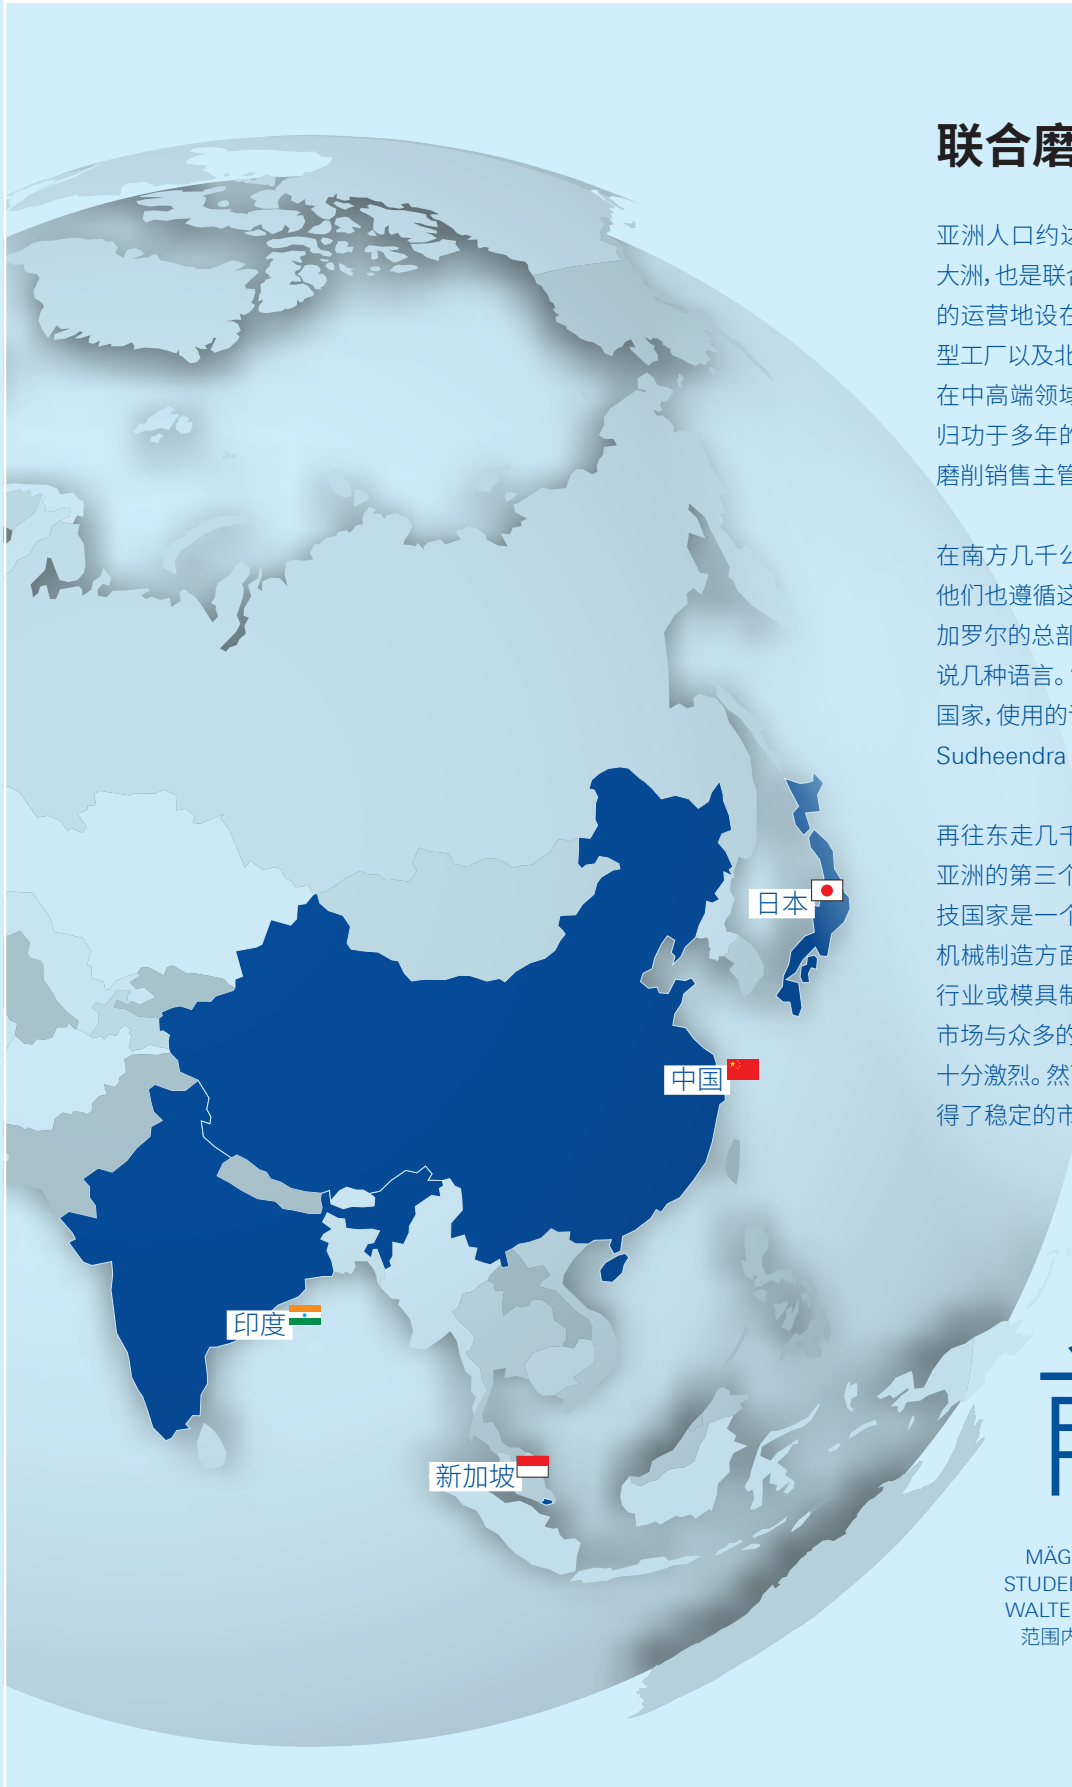 联合磨
亚洲人口约
大洲，也是联
的运营地设在
型工厂以及北
在中高端领域
归功于多年的
磨削销售主管
在南方几千公
他们也遵循这
加罗尔的总部
说几种语言。
国家，使用的
Sudheendra
再往东走几千
亚洲的第三个
技国家是一个
机械制造方面
行业或模具制
市场与众多的
十分激烈。然
得了稳定的市
日本
中国
印度
新加坡
MÄG
STUDE
WALTE
范围内